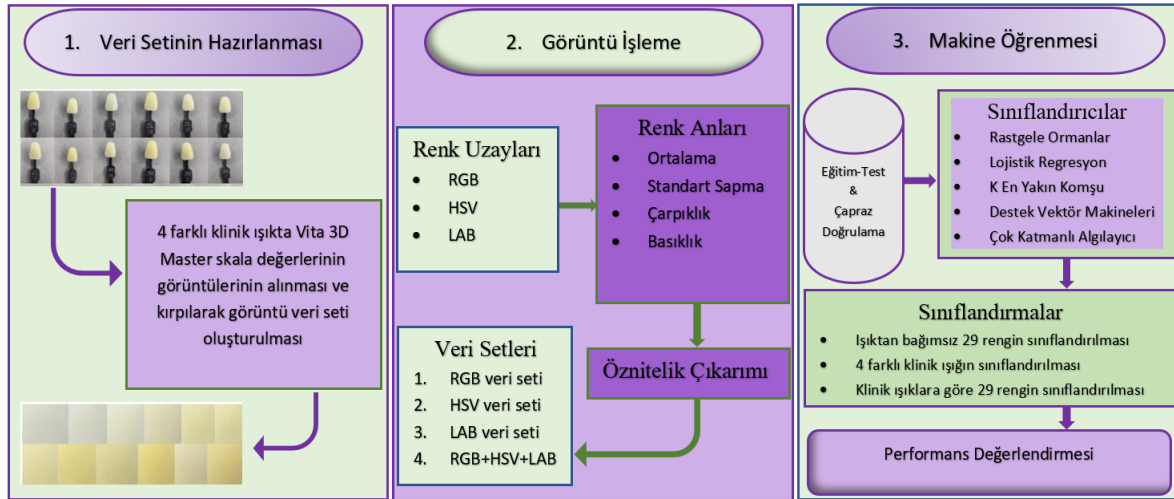 1. Veri Setinin Hazırlanması
4 farklı klinik ışıkta Vita 3D
Master skala değerlerinin
görüntülerinin alınması ve
kırpılarak görüntü veri seti
oluşturulması
2. Görüntü İşleme
Renk Uzayları
• RGB
• HSV
• LAB
Renk Anları
• Ortalama
• Standart Sapma
• Çarpıklık
• Basıklık
Öznitelik Çıkarımı
Veri Setleri
1. RGB veri seti
2. HSV veri seti
3. LAB veri seti
4. RGB+HSV+LAB
3. Makine Öğrenmesi
Eğitim-Test
&
Çapraz
Doğrulama
Sınıflandırıcılar
• Rastgele Ormanlar
• Lojistik Regresyon
• K En Yakın Komşu
• Destek Vektör Makineleri
• Çok Katmanlı Algılayıcı
Sınıflandırmalar
• Işıktan bağımsız 29 rengin sınıflandırılması
• 4 farklı klinik ışığın sınıflandırılması
• Klinik ışıklara göre 29 rengin sınıflandırılması
Performans Değerlendirmesi